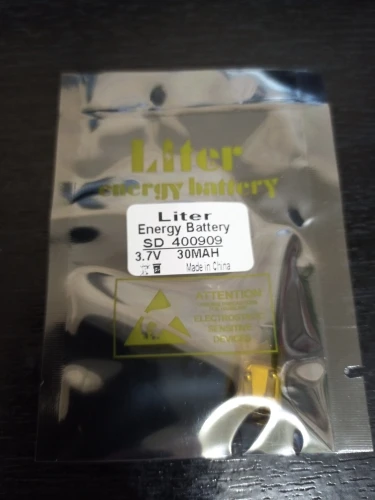 Liter
energy battery
Liter
Energy Battery
SD 400909
3.7V 30MAH
Made in China
ATTENTION
ELECTROSTATIC
SENSITIVE
DEVICES